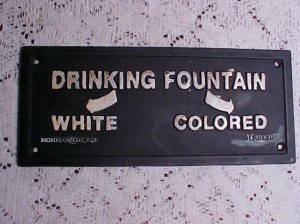 DRINKING FOUNTAIN
WHITE COLORED
MONTGOMERY, ALA